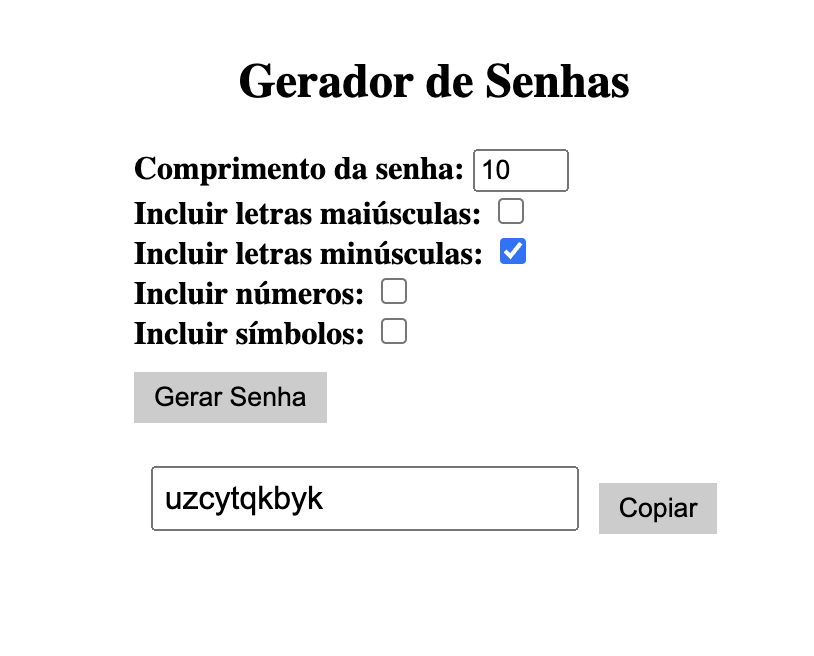 Gerador de Senhas
Comprimento da senha: 10
Incluir letras maiúsculas:
Incluir letras minúsculas:
Incluir números:
Incluir símbolos:
Gerar Senha
uzcytqkbyk Copiar